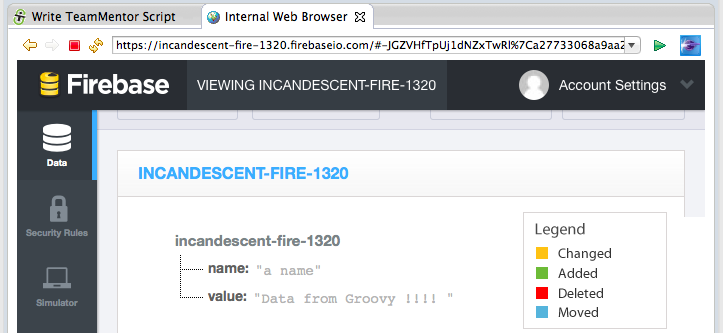 Write TeamMentor Script
Internal Web Browser
https://incandescent-fire-1320.firebaseio.com/#-JGZVHfTpUj1dNZxTwRl%7Ca27733068a9aa2
Firebase
VIEWING INCANDESCENT-FIRE-1320
Account Settings
Data
INCANDESCENT-FIRE-1320
Security Rules
incandescent-fire-1320
name: "a name"
value: "Data from Groovy !!!! "
Simulator
Legend
Changed
Added
Deleted
Moved